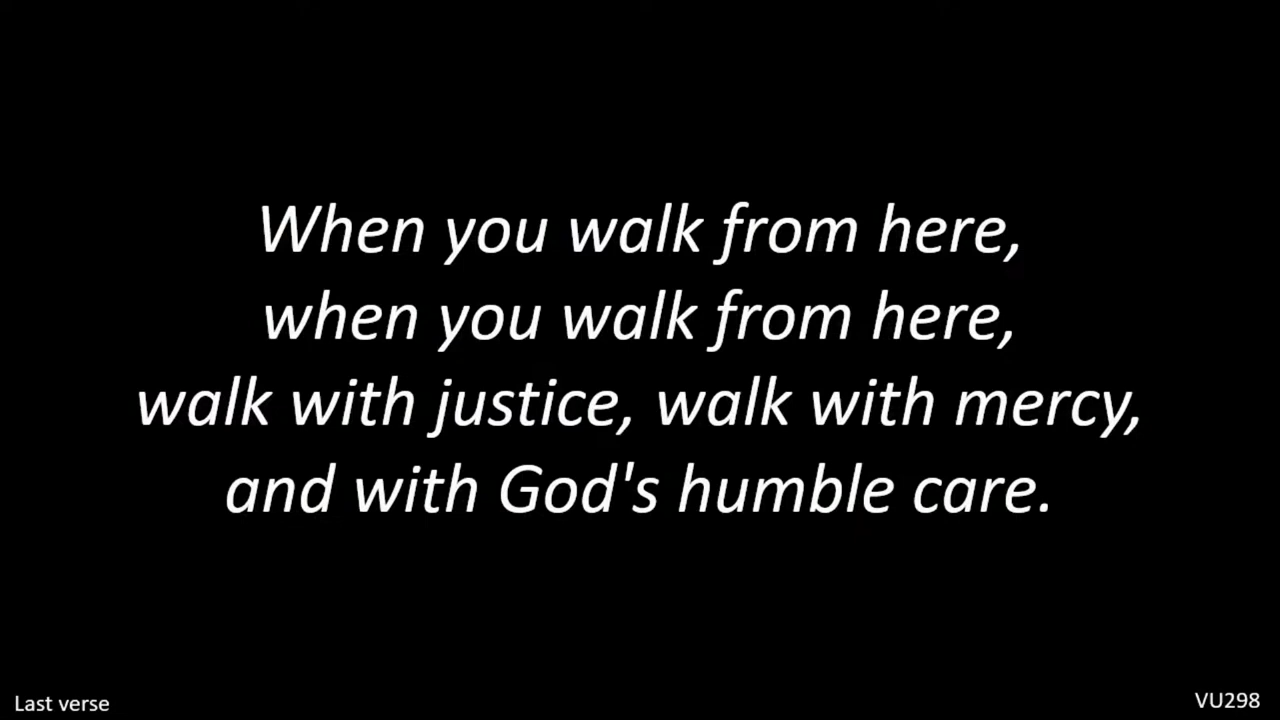 When you walk from here,
when you walk from here,
walk with justice, walk with mercy,
and with God's humble care.
Last verse
VU298